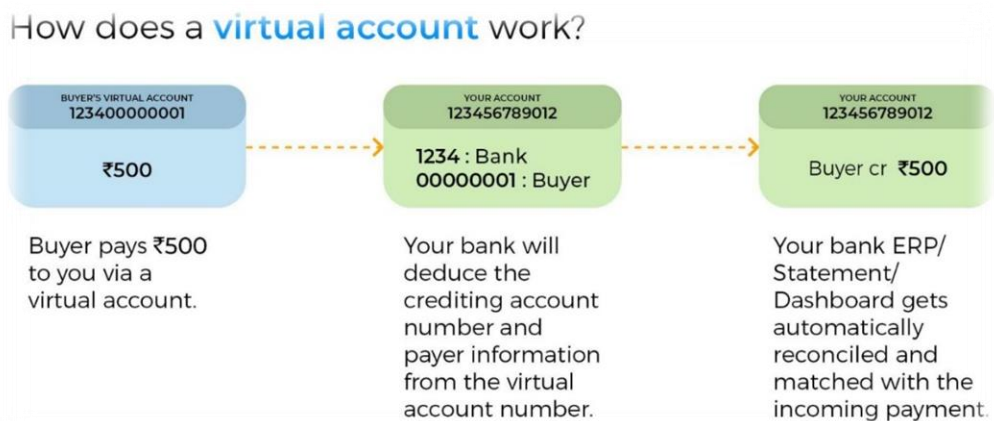 How does a virtual account work?
BUYER'S VIRTUAL ACCOUNT
123400000001
₹500
Buyer pays ₹500
to you via a
virtual account.
YOUR ACCOUNT
123456789012
1234 : Bank
00000001 : Buyer
Your bank will
deduce the
crediting account
number and
payer information
from the virtual
account number.
YOUR ACCOUNT
123456789012
Buyer cr ₹500
Your bank ERP/
Statement/
Dashboard gets
automatically
reconciled and
matched with the
incoming payment.